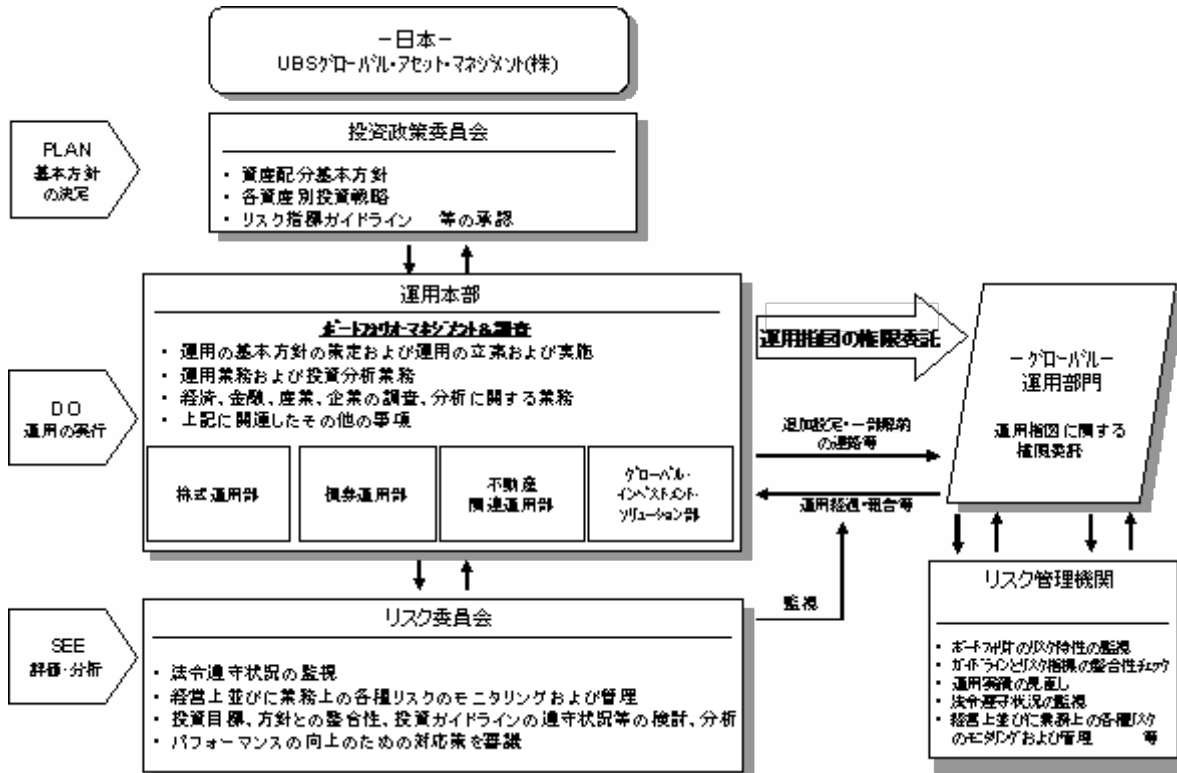 －日本－
UBSｸﾞﾛｰﾊﾞﾙ･ｱｾｯﾄ･ﾏﾈｼﾞﾒﾝﾄ(株)
PLAN
基本方針
の決定
投資政策委員会
・ 資産配分基本方針
・ 各資産別投資戦略
・ リスク指標ガイドライン　等の承認
運用本部
ﾎﾟｰﾄﾌｫﾘｵｰﾏﾈｼﾞﾒﾝﾄ&調査
・ 運用の基本方針の策定および運用の立案および実施
・ 運用業務および投資分析業務
・ 経済、金融、産業、企業の調査、分析に関する業務
・ 上記に関連したその他の事項
DO
運用の実行
株式運用部
債券運用部
不動産
関連運用部
ｸﾞﾛｰﾊﾞﾙ･
ｲﾝﾍﾞｽﾄﾒﾝﾄ･
ｿﾘｭｰｼｮﾝ部
運用指図の権限委託
追加設定・一部解約
の連絡等
運用経過・報告等
－ｸﾞﾛｰﾊﾞﾙ－
運用部門
運用指図に関する
権限委託
SEE
評価・分析
リスク委員会
・ 法令遵守状況の監視
・ 経営上並びに業務上の各種リスクのモニタリングおよび管理
・ 投資目標、方針との整合性、投資ガイドラインの遵守状況等の検討、分析
・ パフォーマンスの向上のための対応策を審議
監視
リスク管理機関
・ ﾎﾟｰﾄﾌｫﾘｵのﾘｽｸ特性の監視
・ ｶﾞｲﾄﾞﾗｲﾝとﾘｽｸ指標の整合性ﾁｪｯｸ
・ 運用実績の見直し
・ 法令遵守状況の監視
・ 経営上並びに業務上の各種ﾘｽｸ
のﾓﾆﾀﾘﾝｸﾞおよび管理　等